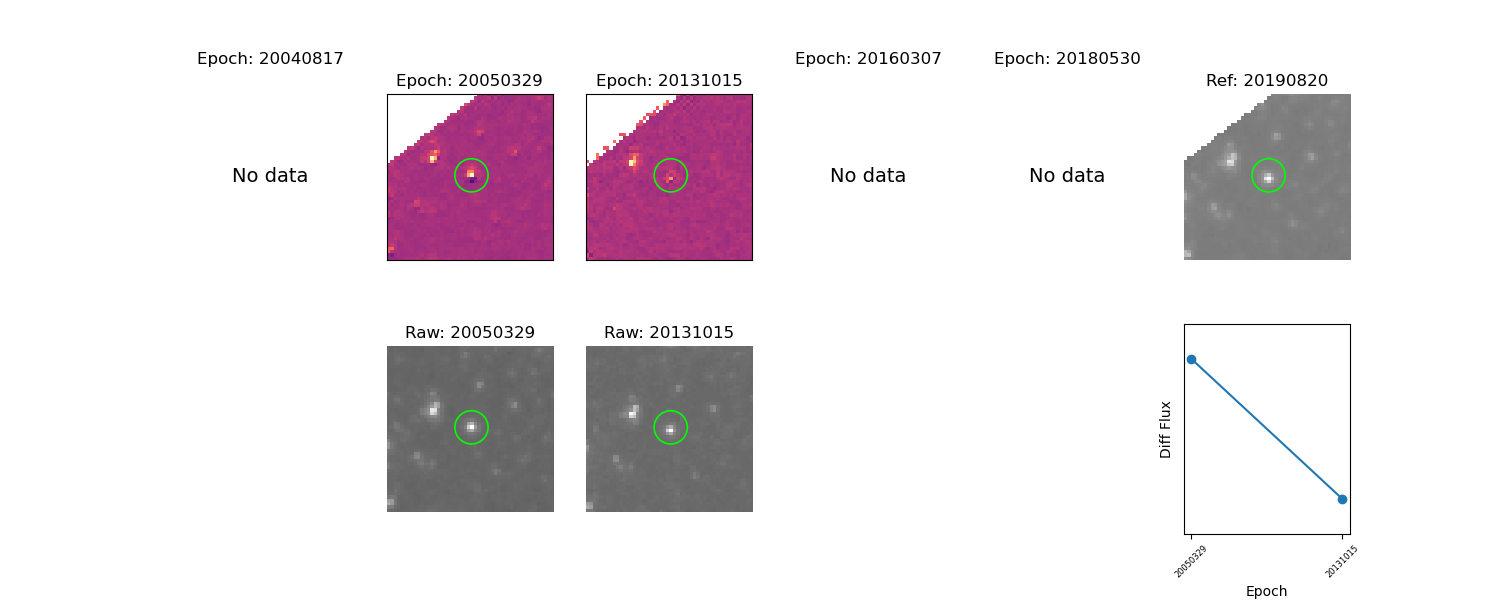 Epoch: 20040817
Epoch: 20050329
Epoch: 20131015
Epoch: 20160307
Epoch: 20180530
Ref: 20190820
No data
No data
No data
Raw: 20050329
Raw: 20131015
Diff Flux
20050329
20131015
Epoch